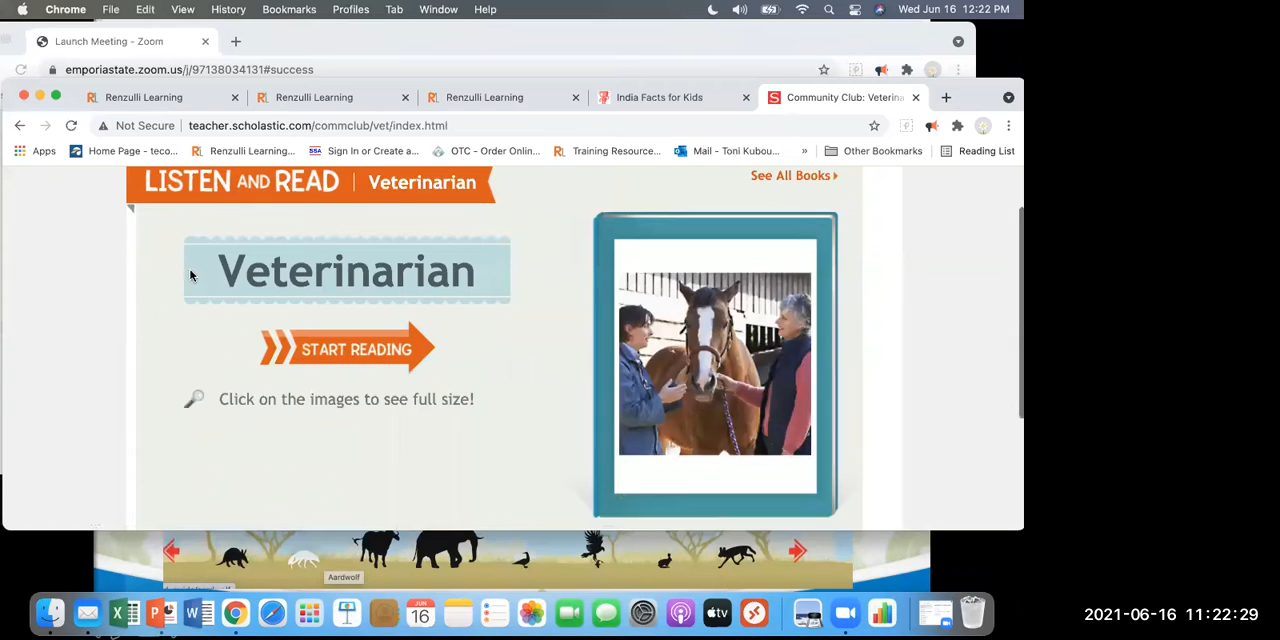 Chrome File Edit View History Bookmarks Profiles Tab Window Help Wed Jun 16 12:22 PM
Launch Meeting - Zoom
emporiastate.zoom.us/j/97138034131#success
Renzulli Learning Renzulli Learning Renzulli Learning India Facts for Kids Community Club: Veterina
Not Secure teacher.scholastic.com/commclub/vet/index.html
Apps Home Page - teco... Renzulli Learning... Sign In or Create a... OTC - Order Onlin... Training Resource... Mail - Toni Kubou... » Other Bookmarks Reading List
LISTEN AND READ | Veterinarian
See All Books
Veterinarian
START READING
Click on the images to see full size!
Aardwolf
JUN
16
2021-06-16 11:22:29